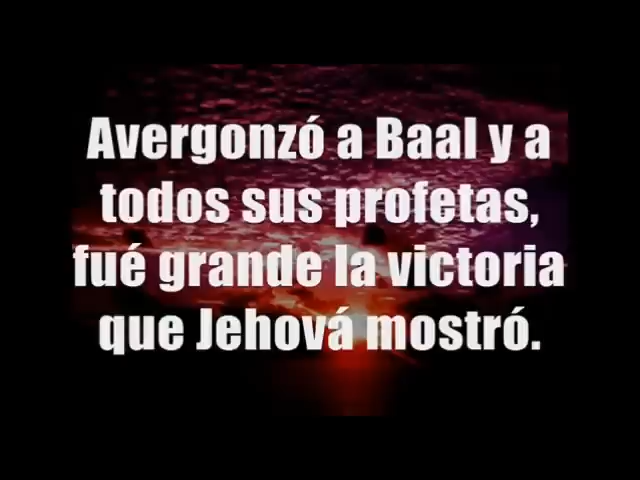 Avergonzó a Baal y a
todos sus profetas,
fué grande la victoria
que Jehová mostró.